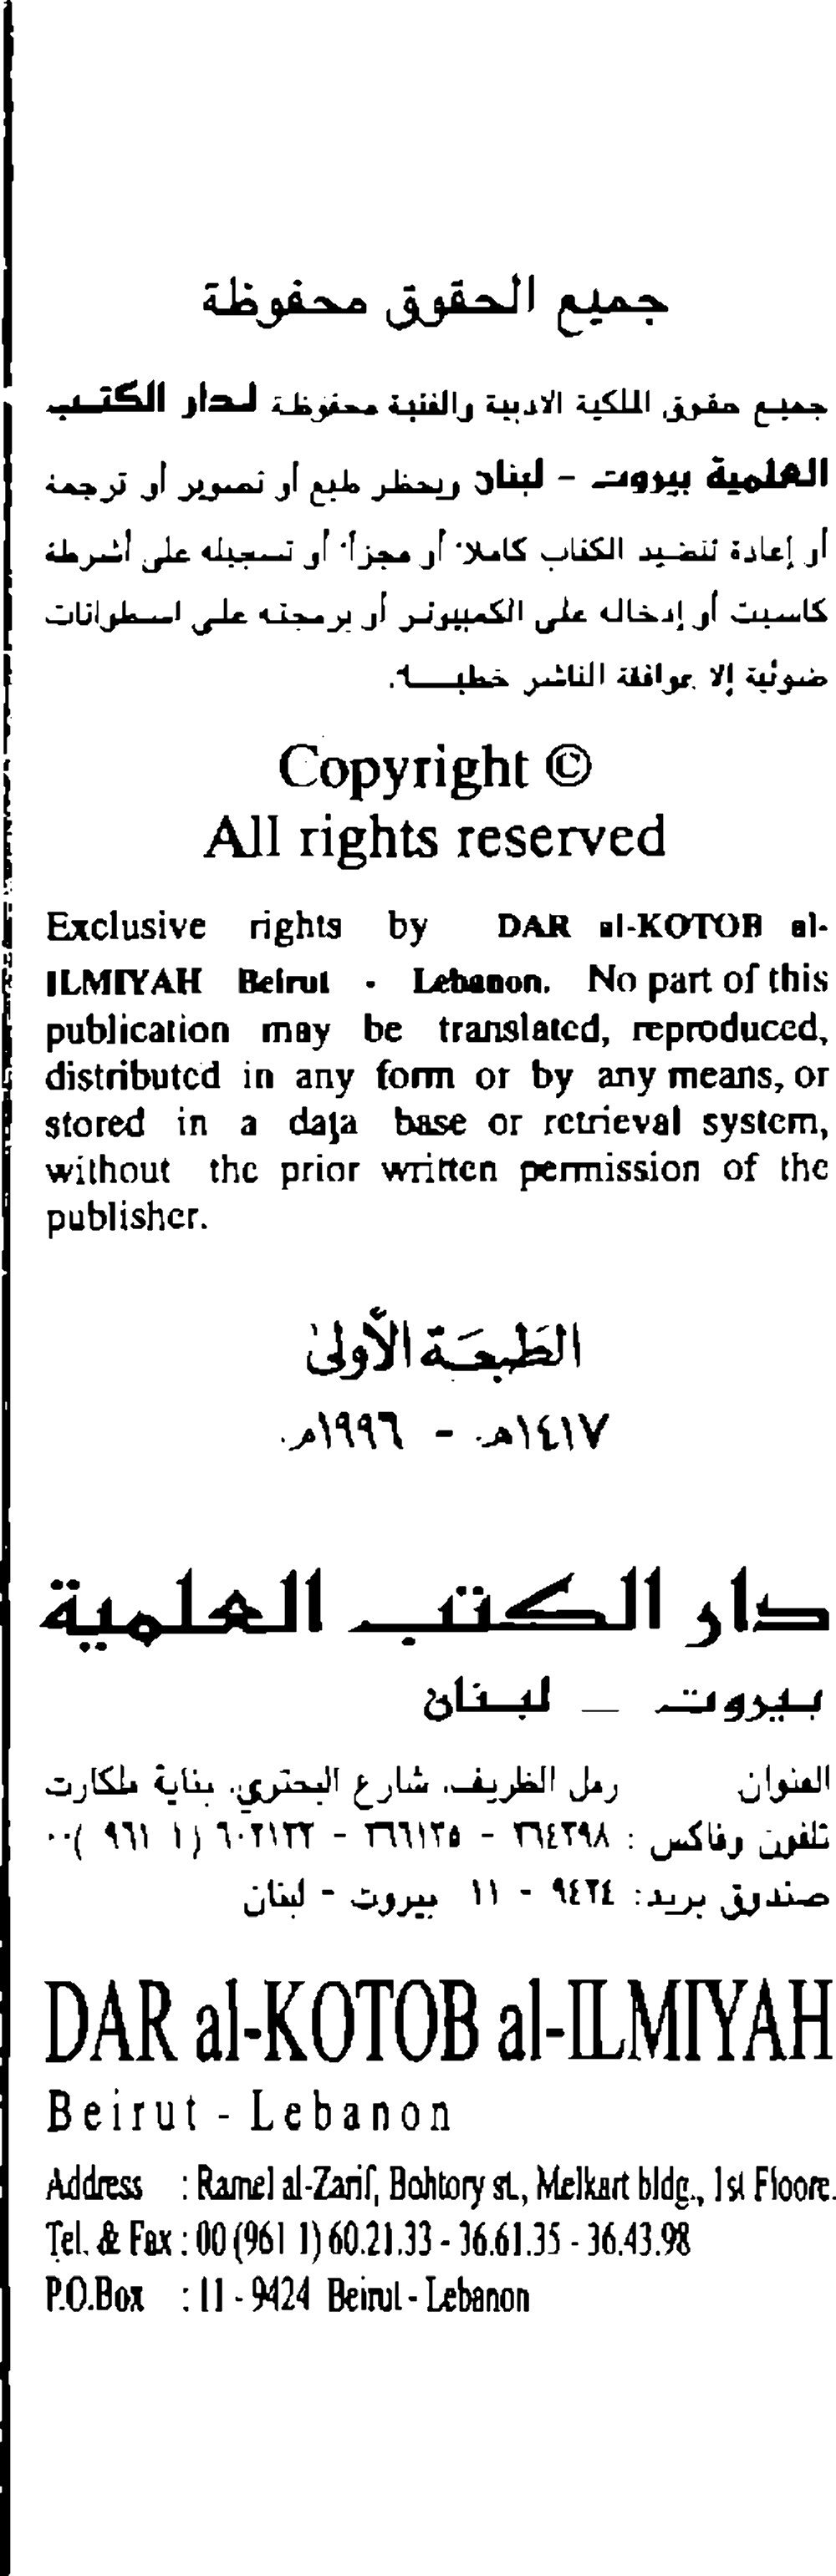 جميع الحقوق محفوظة
جميع حقوق الملكية الادبية والفنية محفوظة لدار الكتب
العلمية بيروت - لبنان ويحظر طبع أو تصوير أو ترجمة
أو إعادة تنضيد الكتاب كاملاً أو مجزأ أو تسجيله على أشرطة
كاسيت أو إدخاله على الكمبيوتر أو برمجته على اسطوانات
ضوئية إلا بموافقة الناشر خطيـــاً.
Copyright ©
All rights reserved
Exclusive rights by DAR al-KOTOB al-
ILMIYAH Beirut - Lebanon. No part of this
publication may be translated, reproduced,
distributed in any form or by any means, or
stored in a data base or retrieval system,
without the prior written permission of the
publisher.
الطَبعَة الأولىٰ
١٤١٧هـ - ١٩٩٦م.
دار الكتب العلمية
بيروت - لبنان
العنوان رمل الظريف، شارع البحتري، بناية ملكارت
تلفون وفاكس : ٣٦٤٣٩٨ - ٣٦٦١٣٥ - ٦٠٢١٣٣ ( ١ ٩٦١ )٠٠
صندوق بريد: ٩٤٢٤ - ١١ بيروت - لبنان
DAR al-KOTOB al-ILMIYAH
Beirut - Lebanon
Address : Ramel al-Zarif, Bohtory st., Melkart bldg., 1st Floore.
Tel. & Fax : 00 (961 1) 60.21.33 - 36.61.35 - 36.43.98
P.O.Box : 11 - 9424 Beirut - Lebanon